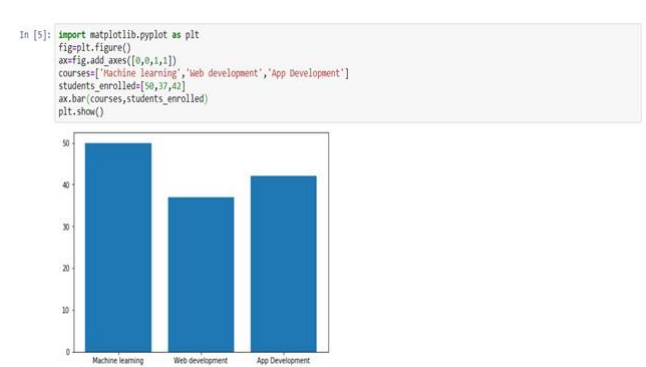 In [5]: import matplotlib.pyplot as plt
fig=plt.figure()
ax=fig.add_axes([0,0,1,1])
courses=['Machine learning','Web development','App Development']
students_enrolled=[50,37,42]
ax.bar(courses,students_enrolled)
plt.show()
50
40
30
20
10
0
Machine learning Web development App Development